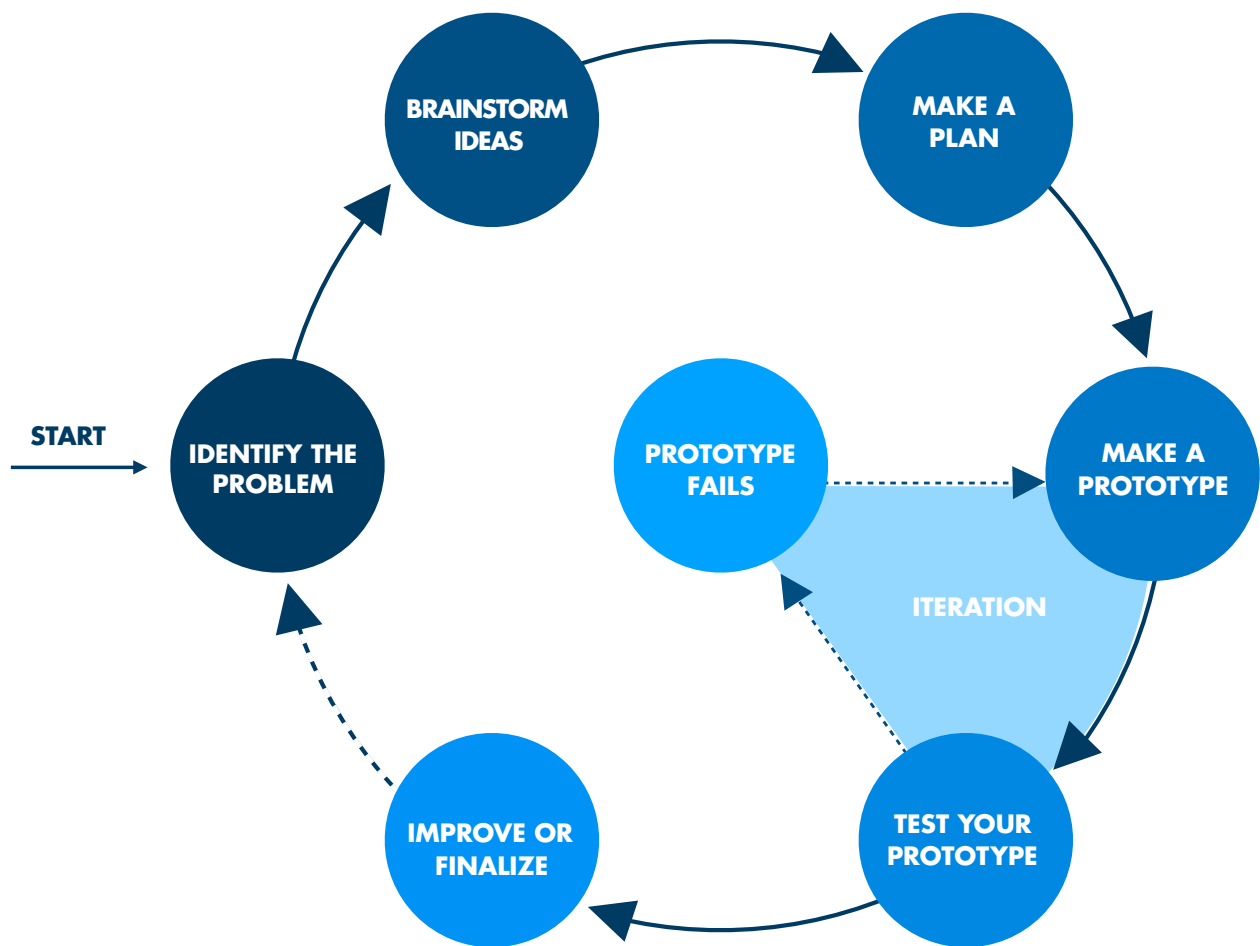 START
IDENTIFY THE
PROBLEM
BRAINSTORM
IDEAS
MAKE A
PLAN
MAKE A
PROTOTYPE
TEST YOUR
PROTOTYPE
PROTOTYPE
FAILS
ITERATION
IMPROVE OR
FINALIZE